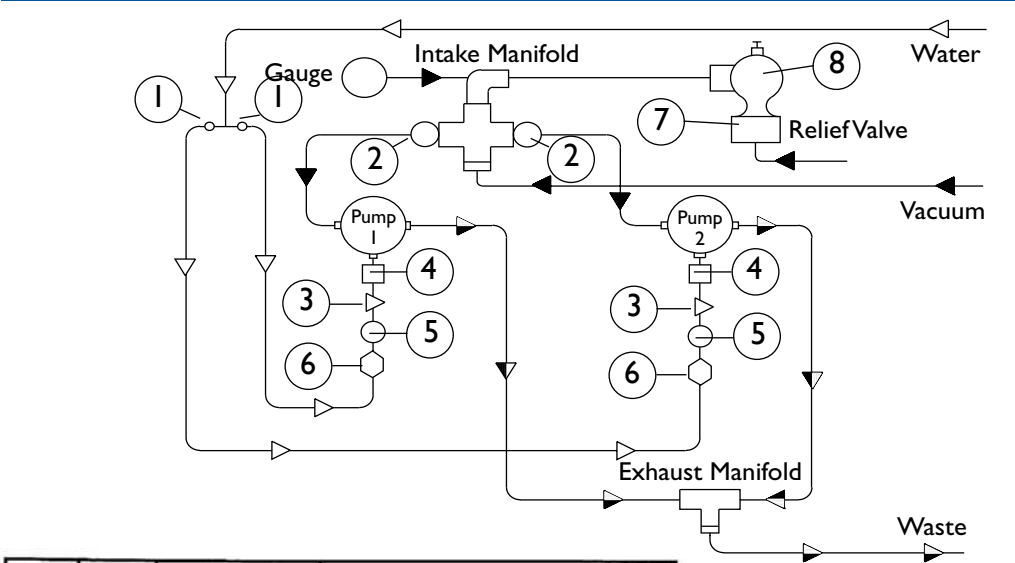 Water
Gauge
Intake Manifold
8
1
1
7
Relief Valve
2
2
Vacuum
Pump
1
Pump
2
4
4
3
3
5
5
6
6
Exhaust Manifold
Waste